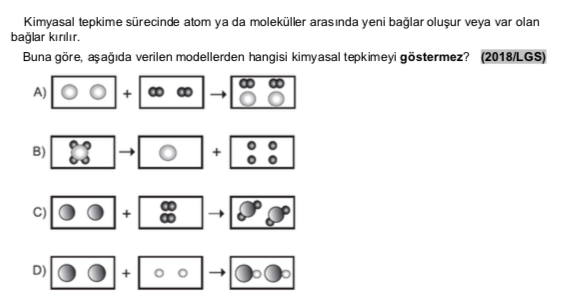 Kimyasal tepkime sürecinde atom ya da moleküller arasında yeni bağlar oluşur veya var olan
bağlar kırılır.
Buna göre, aşağıda verilen modellerden hangisi kimyasal tepkimeyi göstermez? (2018/LGS)
A) + →
B) → +
C) + →
D) + →